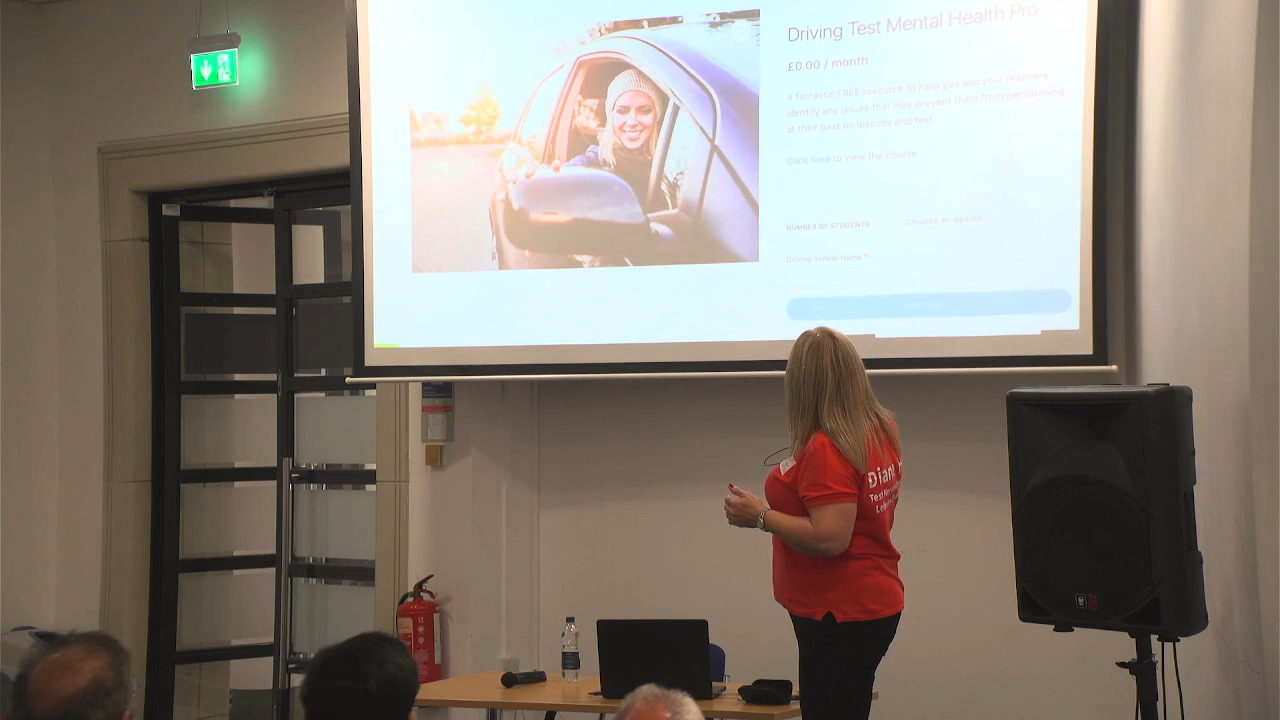 Driving Test Mental Health Pro
£0.00 / month
A fantastic FREE resource to help you and your learners
identify any issues that may prevent them from performing
at their best on lessons and test.
Click here to view the course.
NUMBER OF STUDENTS
Choose an option
Driving School Name *
Test